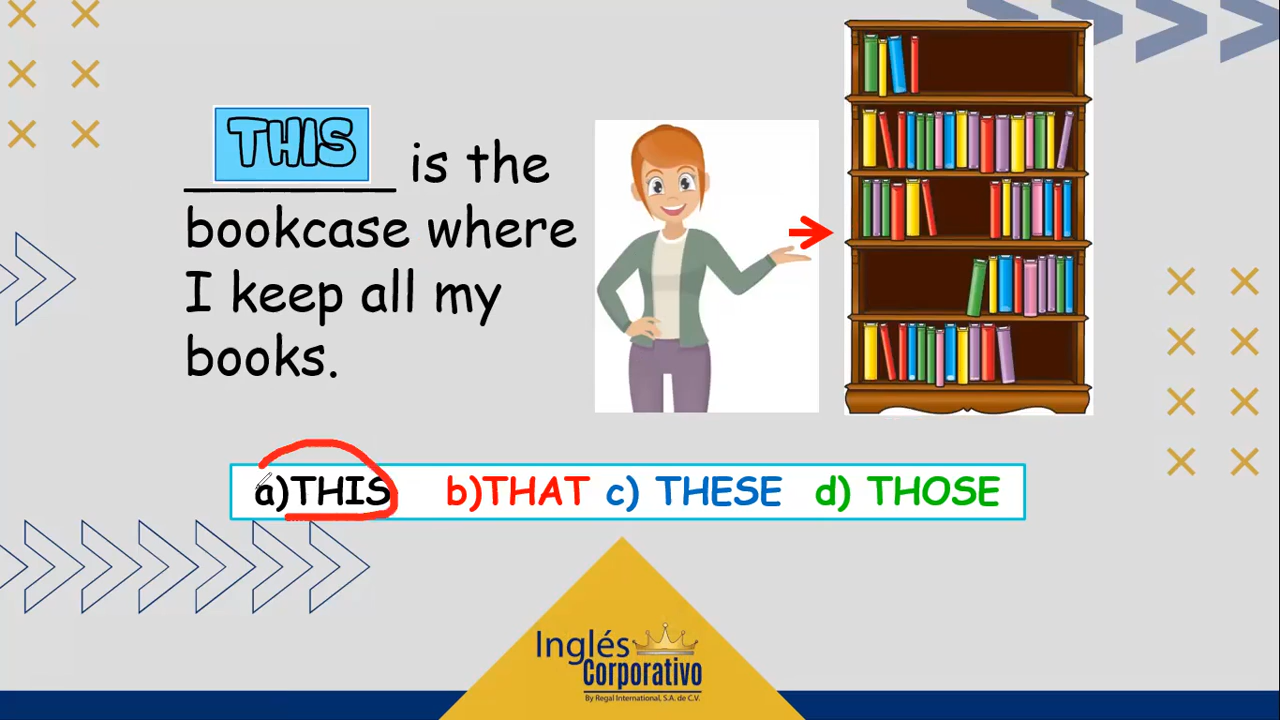 THIS is the
bookcase where
I keep all my
books.
a)THIS b)THAT c) THESE d) THOSE
Inglés
Corporativo
By Regal International, S.A. de C.V.